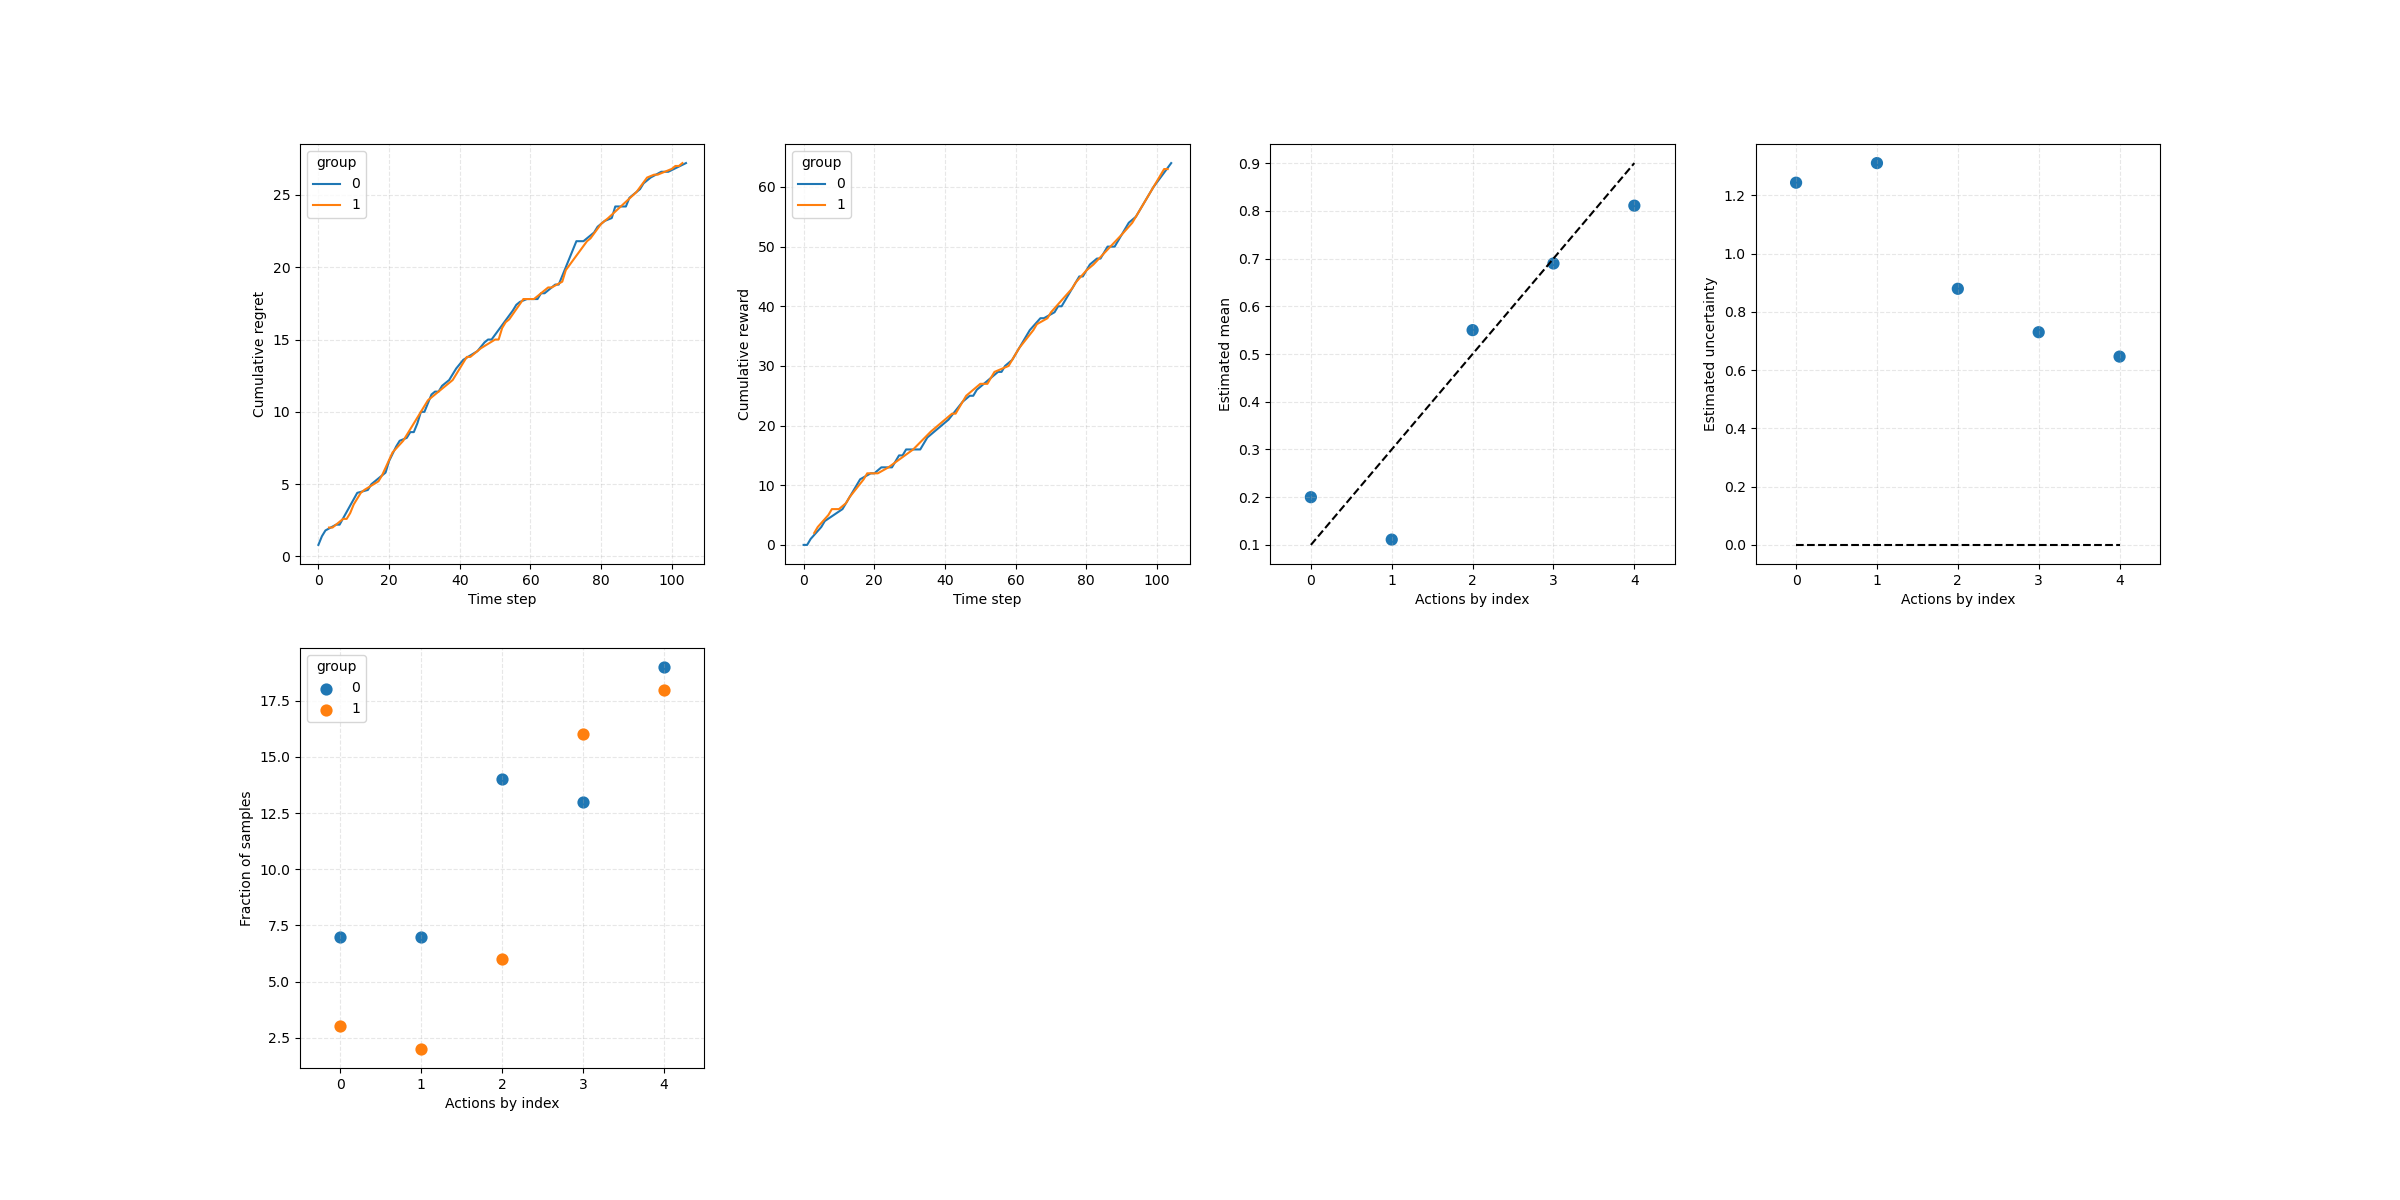 group
0
1
25
20
15
10
5
0
0 20 40 60 80 100
Time step
Cumulative regret
group
0
1
60
50
40
30
20
10
0
0 20 40 60 80 100
Time step
Cumulative reward
0.9
0.8
0.7
0.6
0.5
0.4
0.3
0.2
0.1
0 1 2 3 4
Actions by index
Estimated mean
1.2
1.0
0.8
0.6
0.4
0.2
0.0
0 1 2 3 4
Actions by index
Estimated uncertainty
group
0
1
17.5
15.0
12.5
10.0
7.5
5.0
2.5
0 1 2 3 4
Actions by index
Fraction of samples